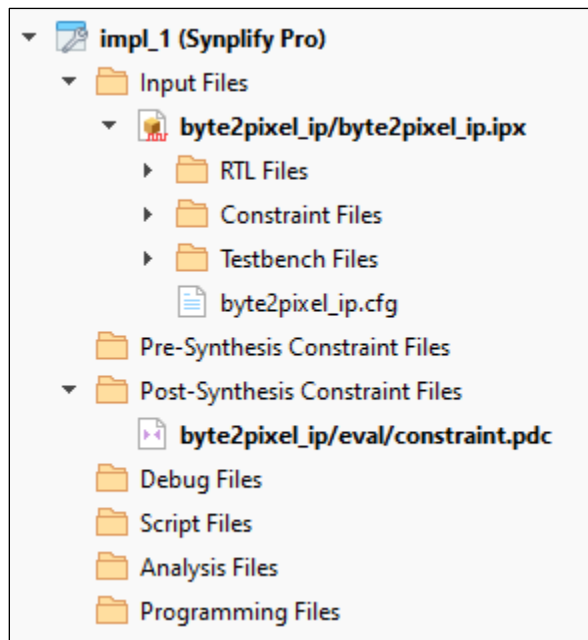 impl_1 (Synplify Pro)
Input Files
byte2pixel_ip/byte2pixel_ip.ipx
RTL Files
Constraint Files
Testbench Files
byte2pixel_ip.cfg
Pre-Synthesis Constraint Files
Post-Synthesis Constraint Files
byte2pixel_ip/eval/constraint.pdc
Debug Files
Script Files
Analysis Files
Programming Files